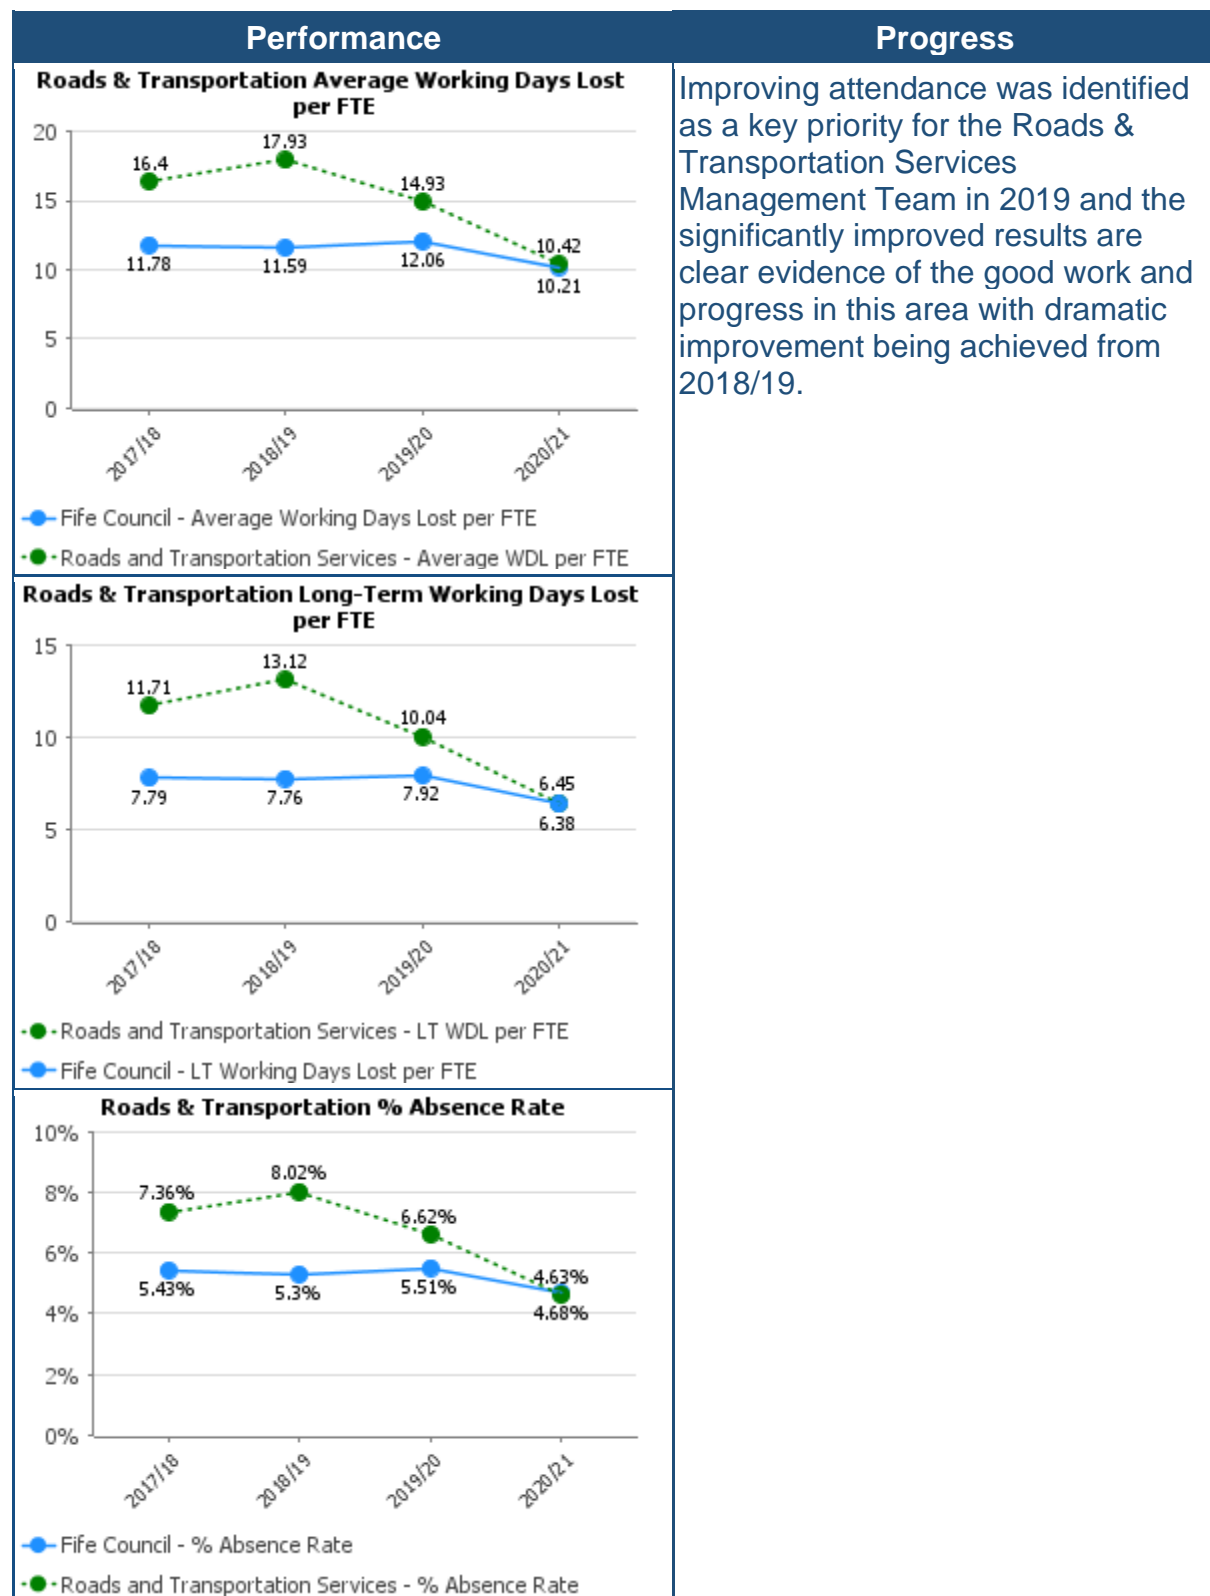 Performance
Progress
Roads & Transportation Average Working Days Lost
per FTE
20
15
10
5
0
16.4
17.93
14.93
10.42
11.78
11.59
12.06
10.21
2017/18
2018/19
2019/20
2020/21
Fife Council - Average Working Days Lost per FTE
Roads and Transportation Services - Average WDL per FTE
Roads & Transportation Long-Term Working Days Lost
per FTE
15
10
5
0
11.71
13.12
10.04
6.45
7.79
7.76
7.92
6.38
2017/18
2018/19
2019/20
2020/21
Roads and Transportation Services - LT WDL per FTE
Fife Council - LT Working Days Lost per FTE
Roads & Transportation % Absence Rate
10%
8%
6%
4%
2%
0%
7.36%
8.02%
6.62%
4.63%
5.43%
5.3%
5.51%
4.68%
2017/18
2018/19
2019/20
2020/21
Fife Council - % Absence Rate
Roads and Transportation Services - % Absence Rate
Improving attendance was identified
as a key priority for the Roads &
Transportation Services
Management Team in 2019 and the
significantly improved results are
clear evidence of the good work and
progress in this area with dramatic
improvement being achieved from
2018/19.